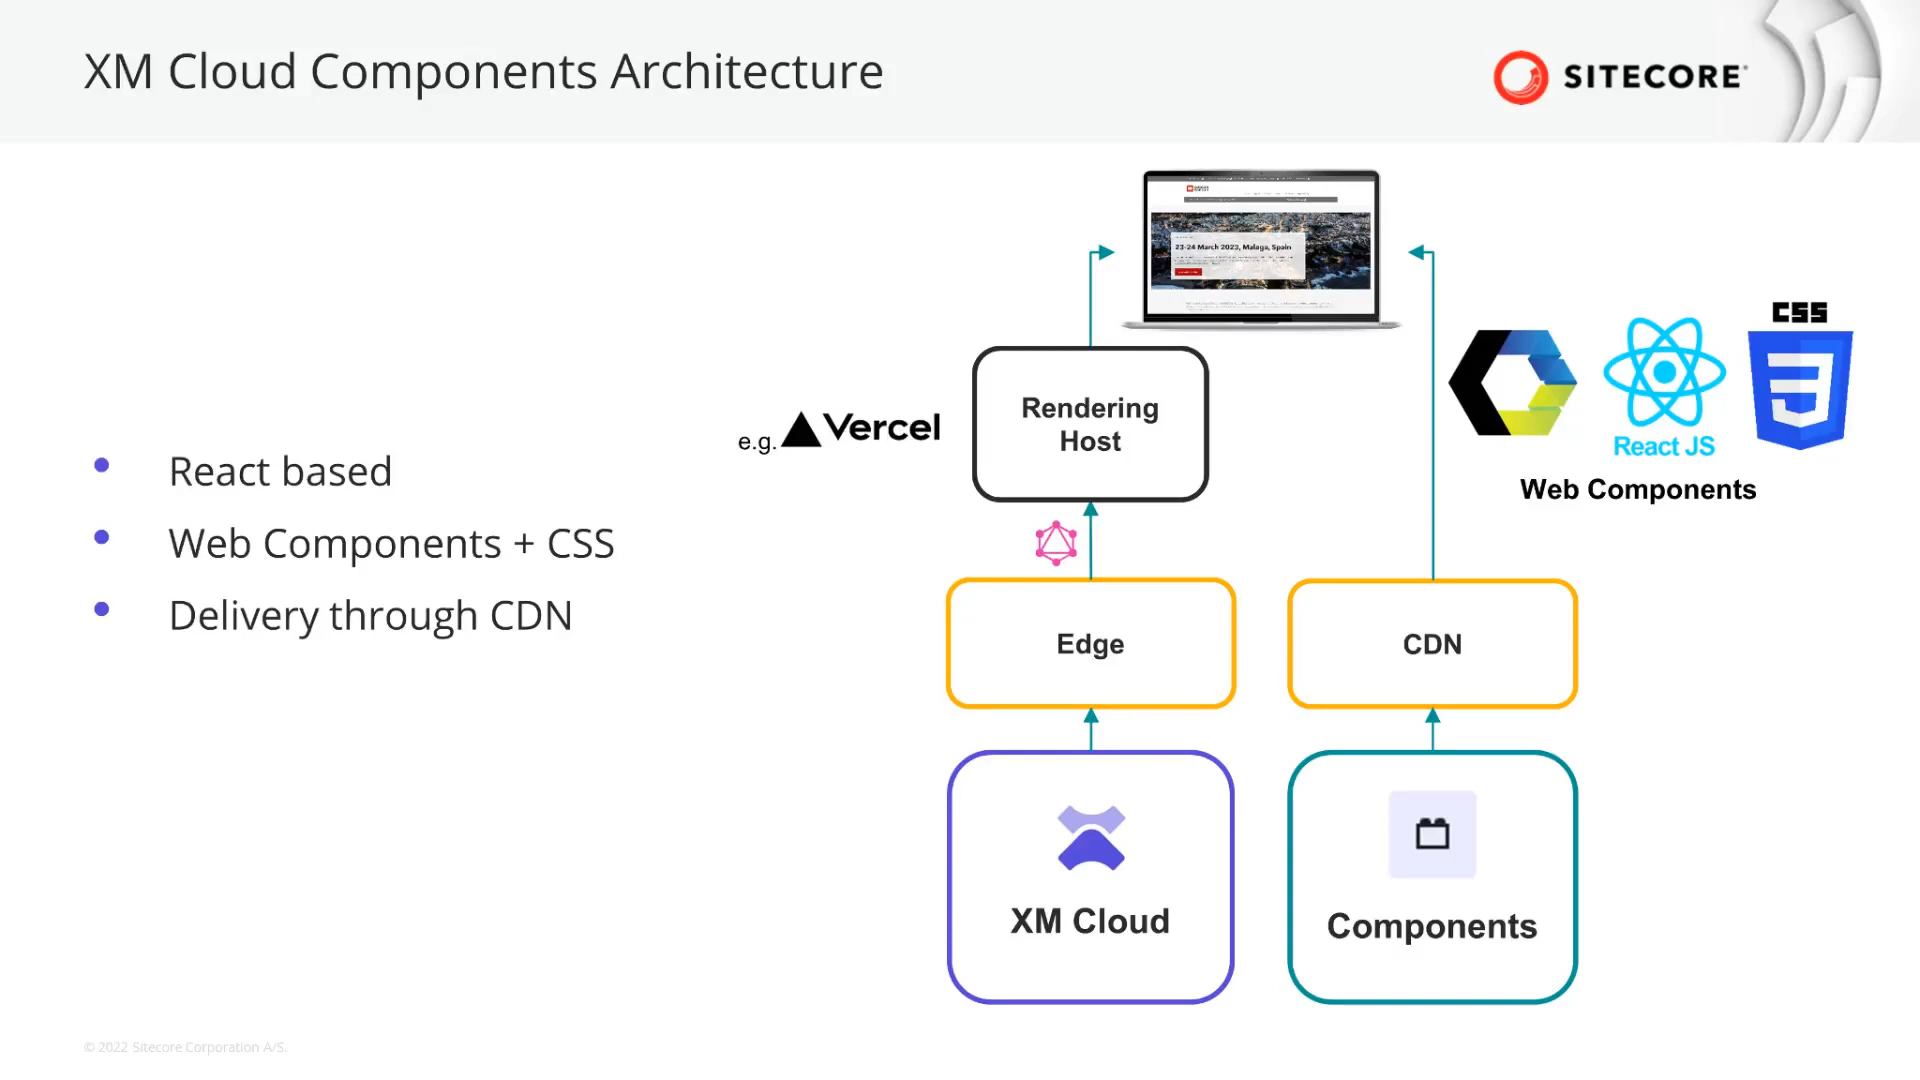 XM Cloud Components Architecture
SITECORE
React based
Web Components + CSS
Delivery through CDN
23-24 March 2023, Malaga, Spain
e.g. Vercel
Rendering
Host
CSS
React JS
Web Components
Edge
CDN
XM Cloud
Components
© 2022 Sitecore Corporation A/S.